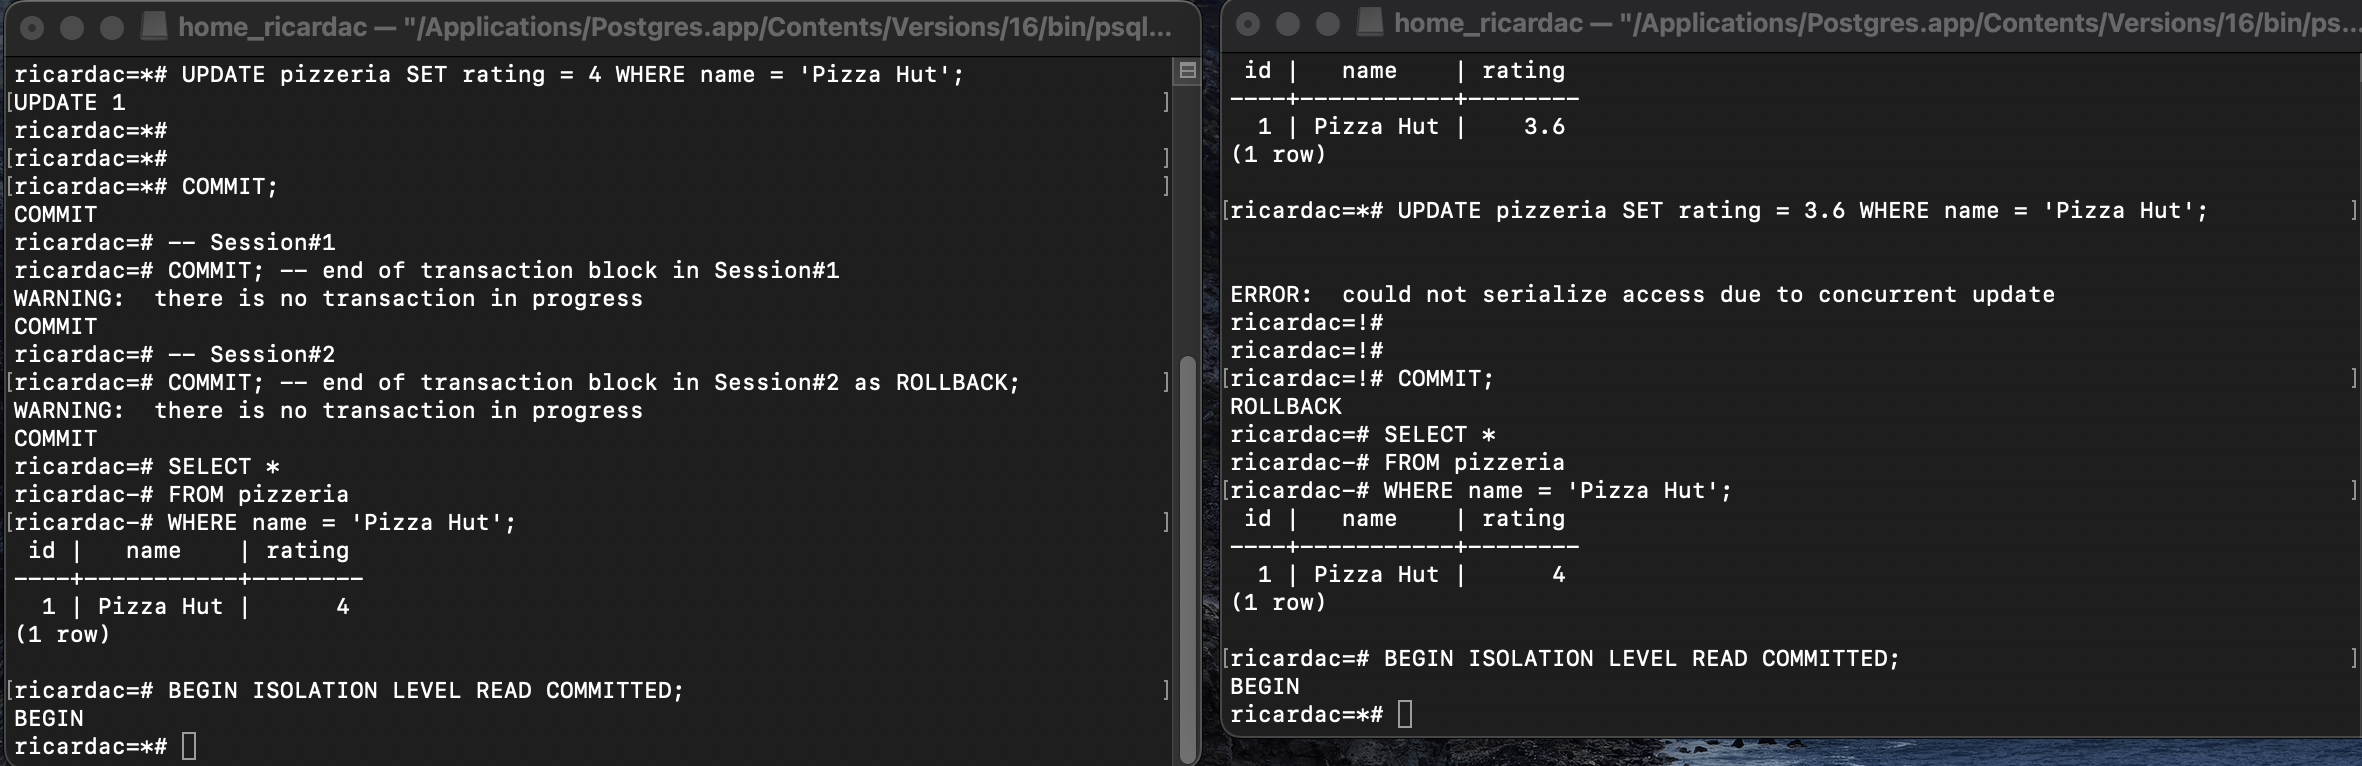 home_ricardac — "/Applications/Postgres.app/Contents/Versions/16/bin/psql...
ricardac=*# UPDATE pizzeria SET rating = 4 WHERE name = 'Pizza Hut';
[UPDATE 1 ]
ricardac=*#
[ricardac=*# ]
[ricardac=*# COMMIT; ]
COMMIT
ricardac=# -- Session#1
ricardac=# COMMIT; -- end of transaction block in Session#1
WARNING:  there is no transaction in progress
COMMIT
ricardac=# -- Session#2
[ricardac=# COMMIT; -- end of transaction block in Session#2 as ROLLBACK; ]
WARNING:  there is no transaction in progress
COMMIT
ricardac=# SELECT *
ricardac-# FROM pizzeria
[ricardac-# WHERE name = 'Pizza Hut'; ]
 id |   name    | rating
----+-----------+--------
  1 | Pizza Hut |      4
(1 row)
[ricardac=# BEGIN ISOLATION LEVEL READ COMMITTED; ]
BEGIN
ricardac=*#
home_ricardac — "/Applications/Postgres.app/Contents/Versions/16/bin/ps...
 id |   name    | rating
----+-----------+--------
  1 | Pizza Hut |    3.6
(1 row)
[ricardac=*# UPDATE pizzeria SET rating = 3.6 WHERE name = 'Pizza Hut'; ]
ERROR:  could not serialize access due to concurrent update
ricardac=!#
ricardac=!#
[ricardac=!# COMMIT; ]
ROLLBACK
ricardac=# SELECT *
ricardac-# FROM pizzeria
[ricardac-# WHERE name = 'Pizza Hut'; ]
 id |   name    | rating
----+-----------+--------
  1 | Pizza Hut |      4
(1 row)
[ricardac=# BEGIN ISOLATION LEVEL READ COMMITTED; ]
BEGIN
ricardac=*#